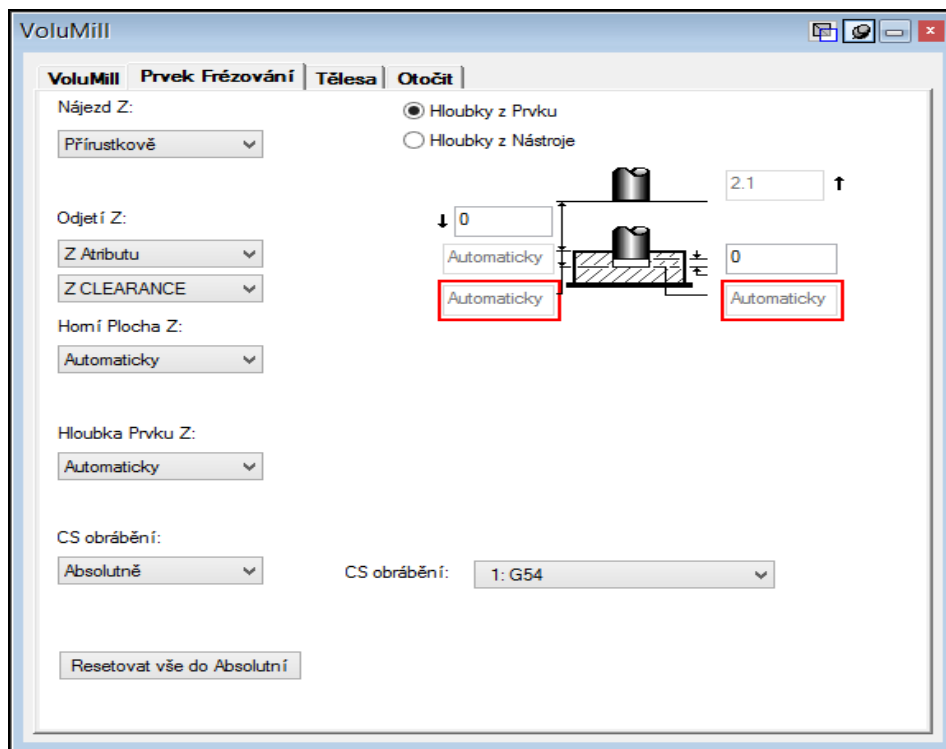 VoluMill
VoluMill Prvek Frézování Tělesa Otočit
Nájezd Z:
Přírustkově
Hloubky z Prvku
Hloubky z Nástroje
2.1
Odjetí Z:
0
Z Atributu
Automaticky
0
Z CLEARANCE
Automaticky
Automaticky
Horní Plocha Z:
Automaticky
Hloubka Prvku Z:
Automaticky
CS obrábění:
Absolutně
CS obrábění:
1: G54
Resetovat vše do Absolutní